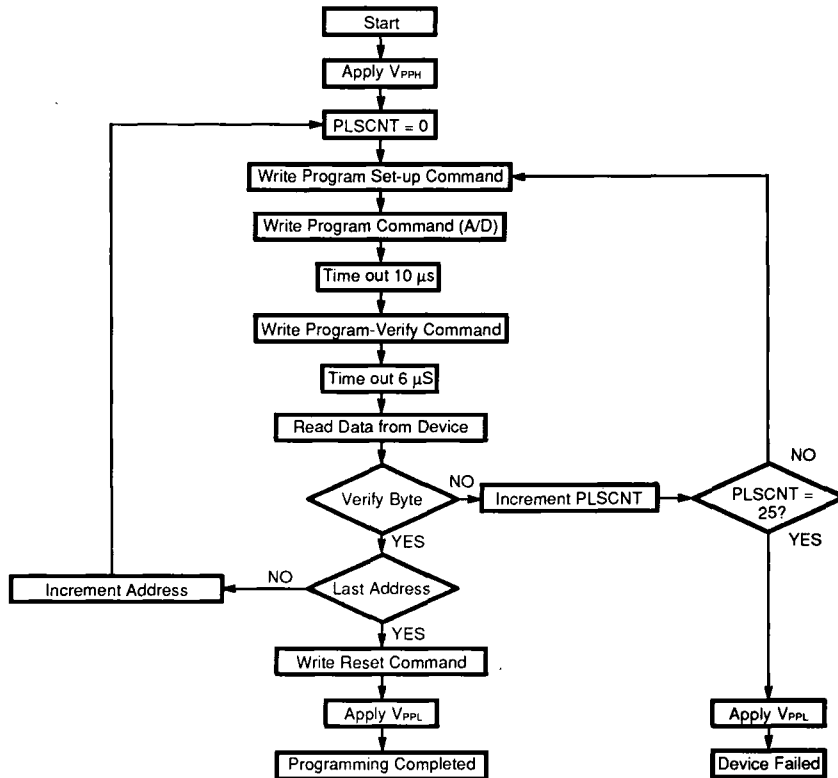 Start
Apply VPPH
PLSCNT = 0
Write Program Set-up Command
Write Program Command (A/D)
Time out 10 µs
Write Program-Verify Command
Time out 6 µS
Read Data from Device
NO
NO
Verify Byte
Increment PLSCNT
PLSCNT =
25?
YES
YES
NO
Increment Address
Last Address
YES
Write Reset Command
Apply VPPL
Apply VPPL
Programming Completed
Device Failed